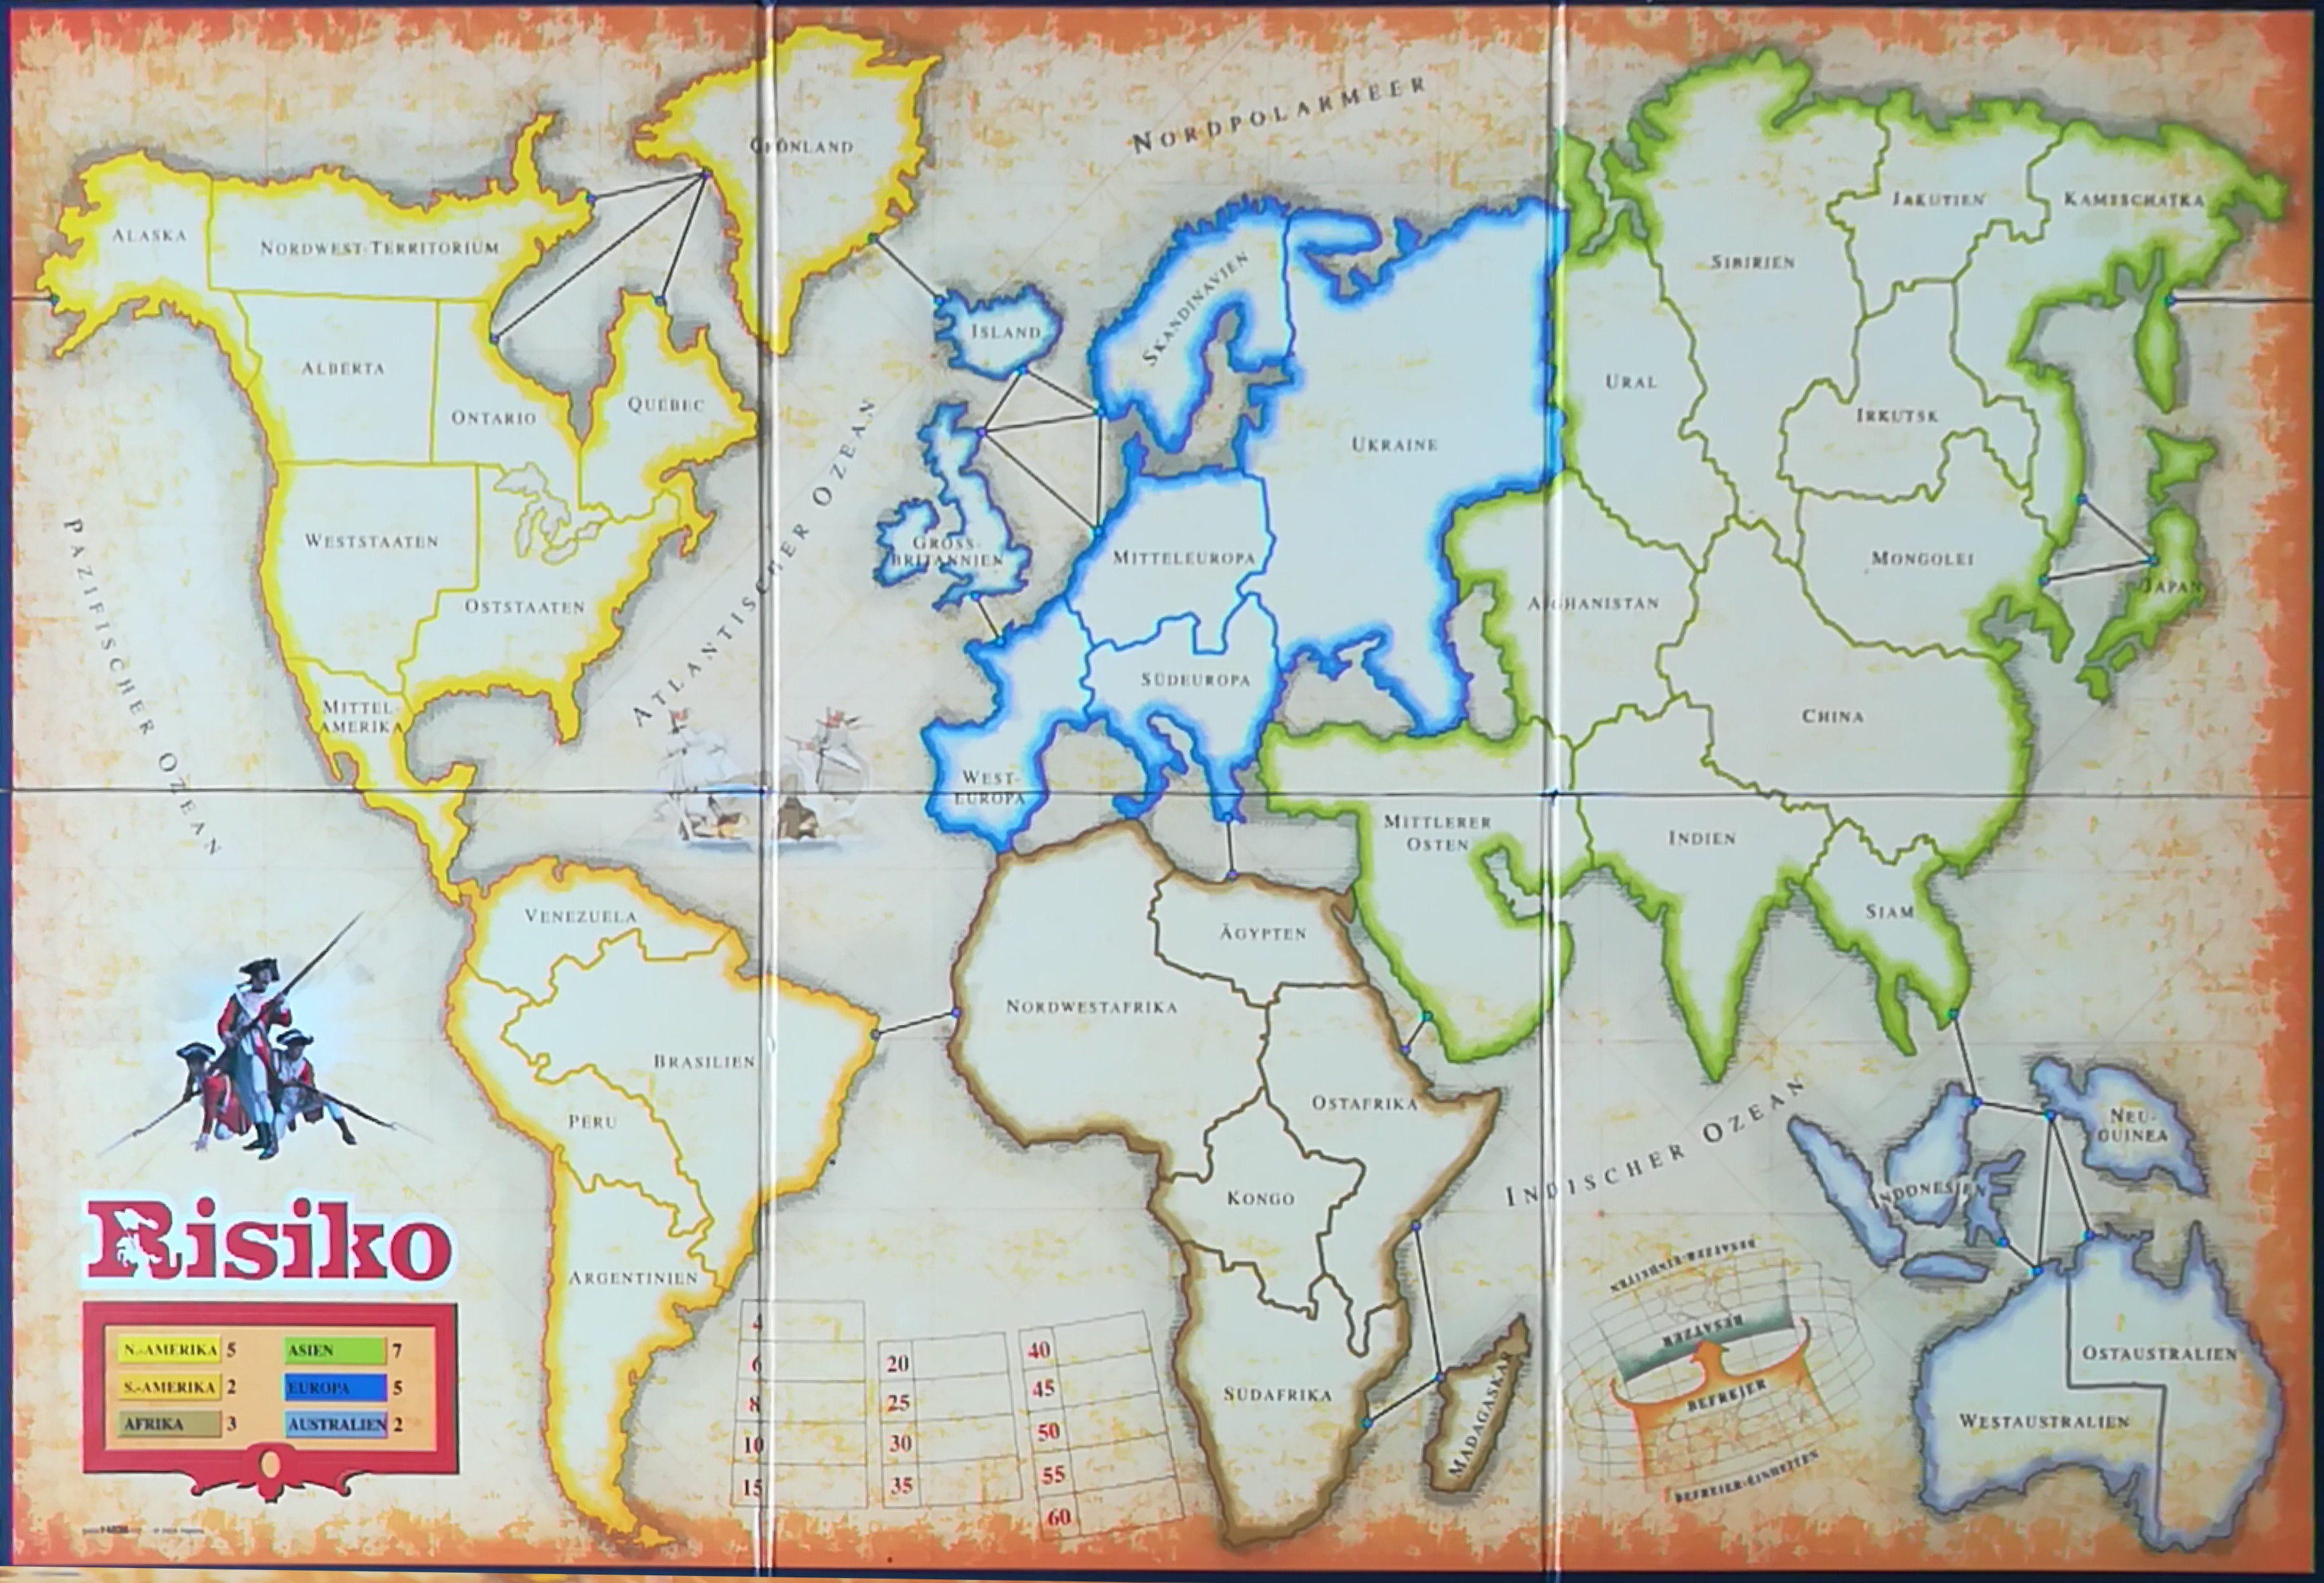 NORDPOLARMEER
GRÖNLAND
ALASKA
NORDWEST-TERRITORIUM
ISLAND
SKANDINAVIEN
SIBIRIEN
JAKUTIEN
KAMTSCHATKA
ALBERTA
ONTARIO
QUEBEC
UKRAINE
URAL
IRKUTSK
WESTSTAATEN
OSTSTAATEN
GROSS-
BRITANNIEN
MITTELEUROPA
AFGHANISTAN
MONGOLEI
JAPAN
PAZIFISCHER OZEAN
ATLANTISCHER OZEAN
MITTEL-
AMERIKA
SÜDEUROPA
CHINA
WEST-
EUROPA
MITTLERER
OSTEN
INDIEN
SIAM
VENEZUELA
ÄGYPTEN
NORDWESTAFRIKA
BRASILIEN
PERU
OSTAFRIKA
KONGO
INDISCHER OZEAN
NEU-
GUINEA
INDONESIEN
ARGENTINIEN
SÜDAFRIKA
MADAGASKAR
OSTAUSTRALIEN
WESTAUSTRALIEN
Risiko
N.-AMERIKA 5
S.-AMERIKA 2
AFRIKA 3
ASIEN 7
EUROPA 5
AUSTRALIEN 2
4
6
8
10
15
20
25
30
35
40
45
50
55
60
BESATZER-EINHEITEN
BESATZEN
BEFREIER
BEFREIER-EINHEITEN